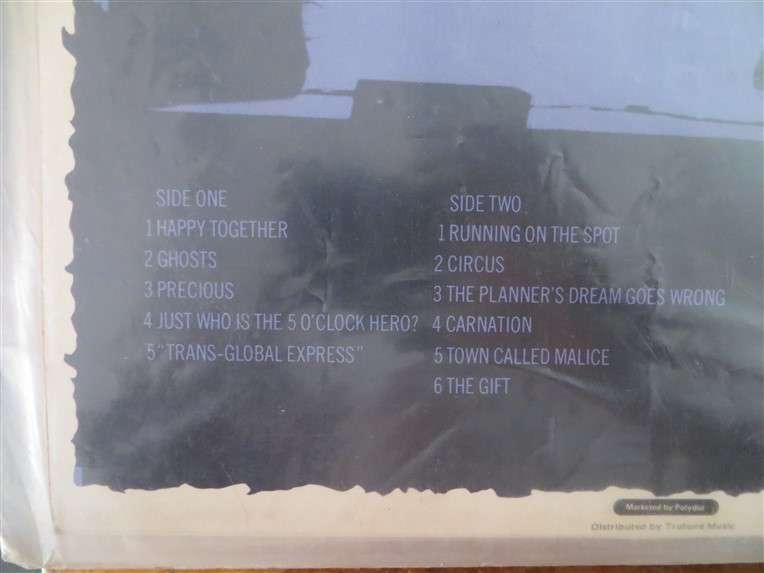 SIDE ONE
1 HAPPY TOGETHER
2 GHOSTS
3 PRECIOUS
4 JUST WHO IS THE 5 O'CLOCK HERO?
5 "TRANS-GLOBAL EXPRESS"
SIDE TWO
1 RUNNING ON THE SPOT
2 CIRCUS
3 THE PLANNER'S DREAM GOES WRONG
4 CARNATION
5 TOWN CALLED MALICE
6 THE GIFT
Marketed by Polydor
Distributed by Music